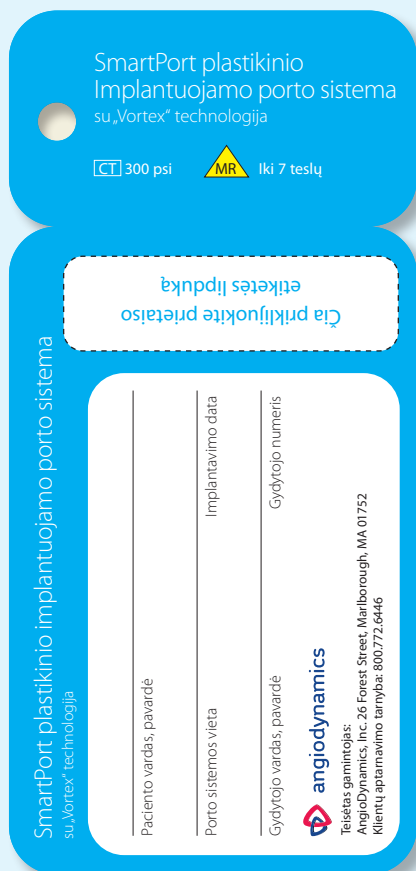 SmartPort plastikinio
Implantuojamo porto sistema
su „Vortex“ technologija
CT 300 psi
MR Iki 7 teslų
Čia priklijuokite prietaiso
etiketės lipduką
SmartPort plastikinio implantuojamo porto sistema
su „Vortex“ technologija
Paciento vardas, pavardė
Porto sistemos vieta Implantavimo data
Gydytojo vardas, pavardė Gydytojo numeris
angiodynamics
Teisėtas gamintojas:
AngioDynamics, Inc. 26 Forest Street, Marlborough, MA 01752
Klientų aptarnavimo tarnyba: 800.772.6446